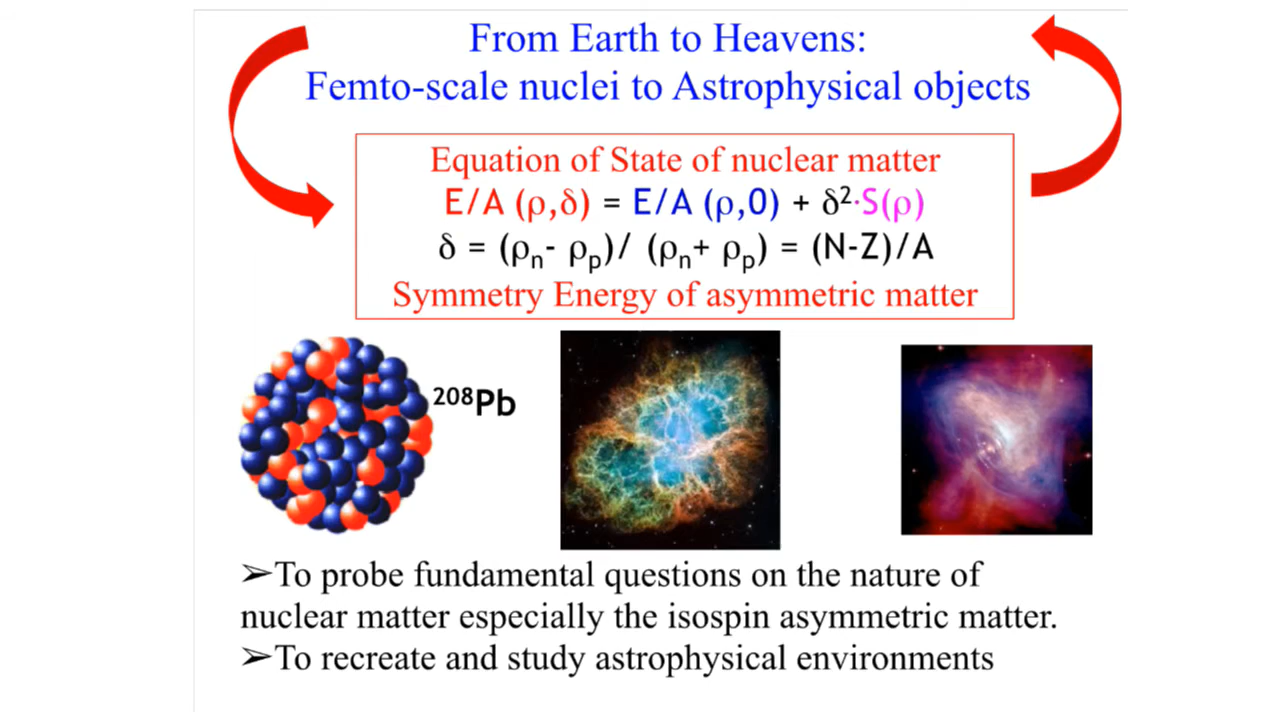 From Earth to Heavens:
Femto-scale nuclei to Astrophysical objects
Equation of State of nuclear matter
E/A (ρ,δ) = E/A (ρ,0) + δ²·S(ρ)
δ = (ρₙ- ρₚ)/ (ρₙ+ ρₚ) = (N-Z)/A
Symmetry Energy of asymmetric matter
²⁰⁸Pb
➢To probe fundamental questions on the nature of
nuclear matter especially the isospin asymmetric matter.
➢To recreate and study astrophysical environments